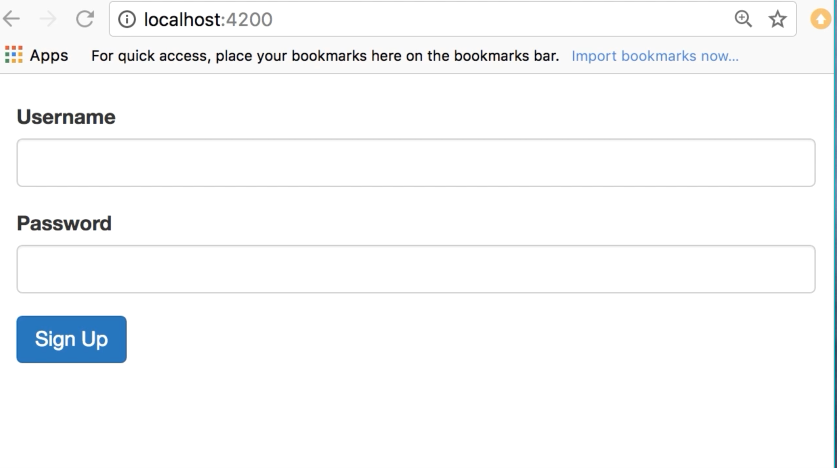 localhost:4200
Apps For quick access, place your bookmarks here on the bookmarks bar. Import bookmarks now...
Username
Password
Sign Up